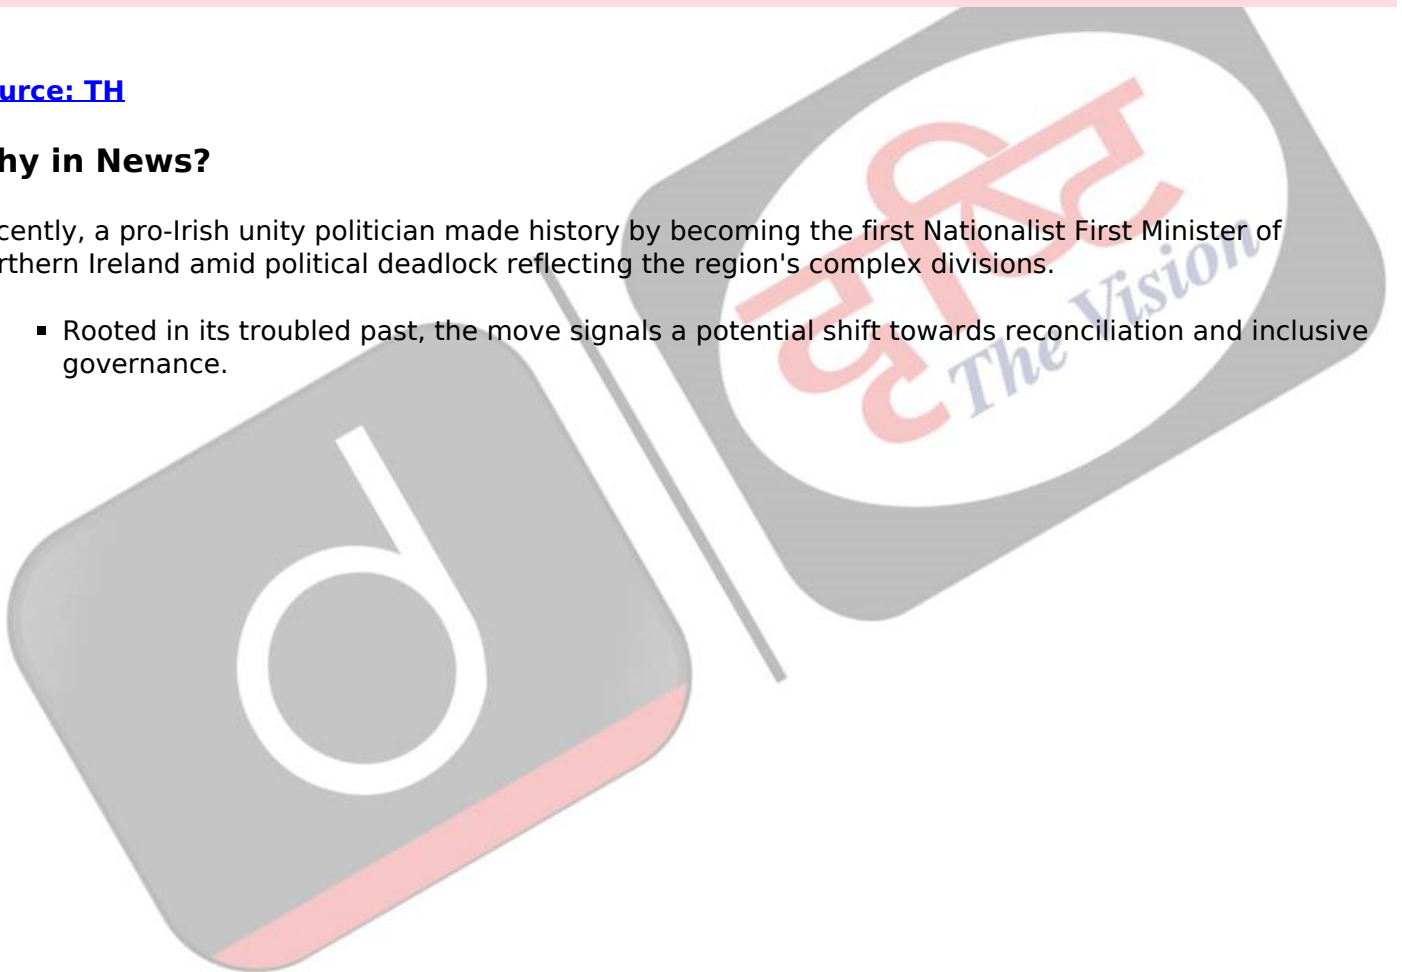 urce: TH
hy in News?
cently, a pro-Irish unity politician made history by becoming the first Nationalist First Minister of
rthern Ireland amid political deadlock reflecting the region's complex divisions.
Rooted in its troubled past, the move signals a potential shift towards reconciliation and inclusive
governance.
दृष्टि
The Vision
d